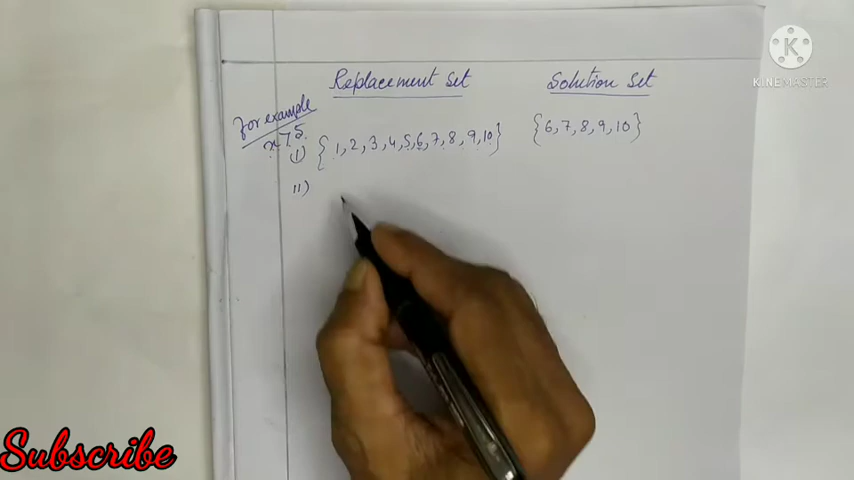 Replacement Set Solution Set
For example
x > 5
(i) {1, 2, 3, 4, 5, 6, 7, 8, 9, 10} {6, 7, 8, 9, 10}
ii)
KINEMASTER
Subscribe